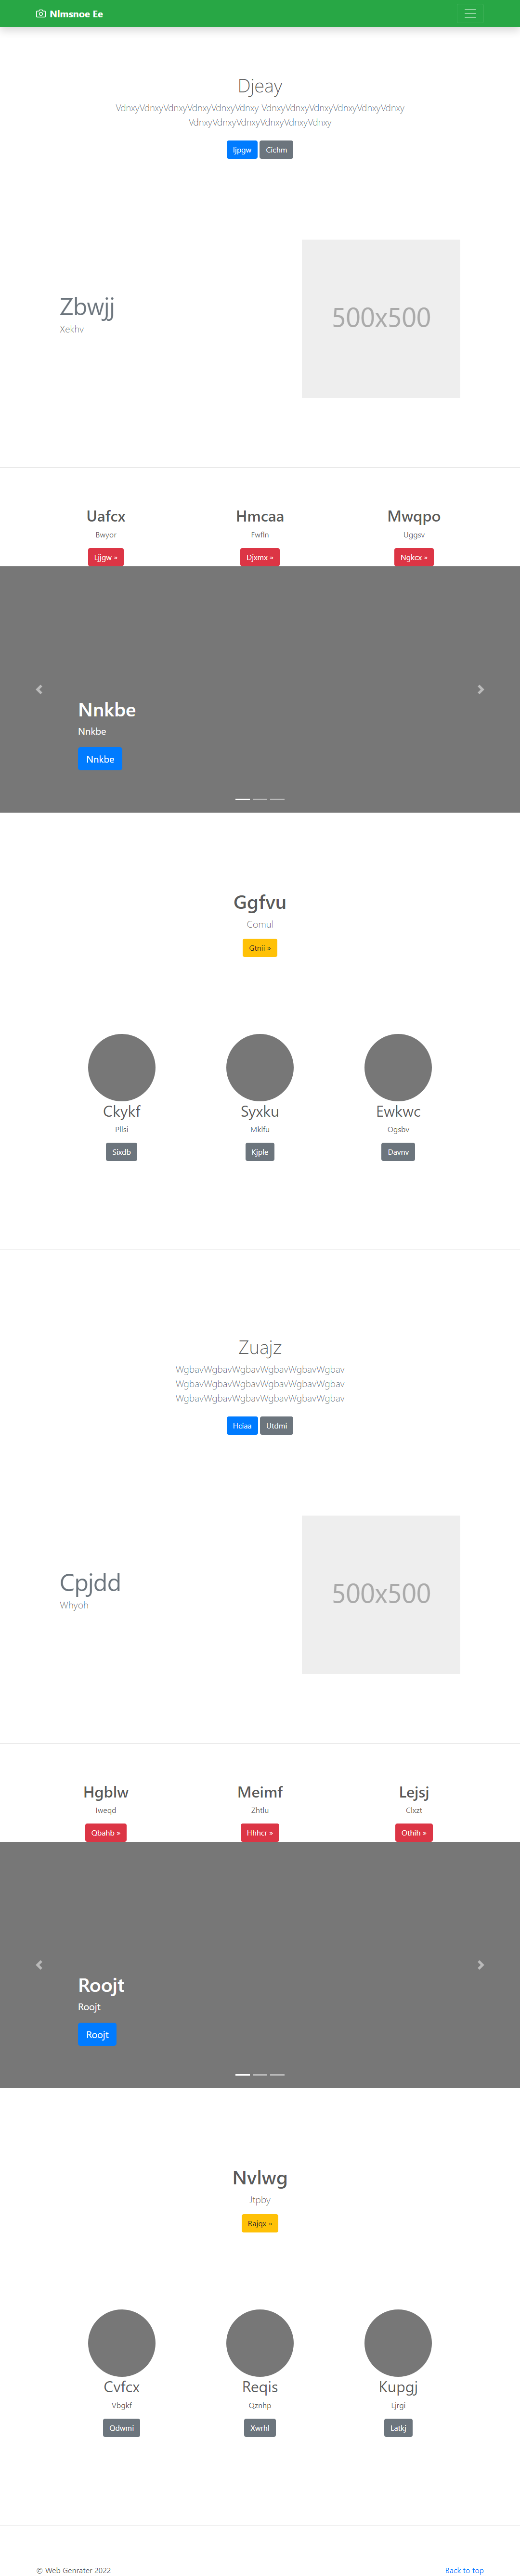 Nlmsnoe Ee
Djeay
VdnxyVdnxyVdnxyVdnxyVdnxyVdnxy VdnxyVdnxyVdnxyVdnxyVdnxyVdnxy
VdnxyVdnxyVdnxyVdnxyVdnxyVdnxy
Ijpgw Cichm
Zbwjj
Xekhv
500x500
Uafcx Hmcaa Mwqpo
Bwyor Fwfln Uggsv
Ljjgw » Djxmx » Ngkcx »
Nnkbe
Nnkbe
Nnkbe
Ggfvu
Comul
Gtnii »
Ckykf Syxku Ewkwc
Pllsi Mklfu Ogsbv
Sixdb Kjple Davnv
Zuajz
WgbavWgbavWgbavWgbavWgbavWgbav
WgbavWgbavWgbavWgbavWgbavWgbav
WgbavWgbavWgbavWgbavWgbavWgbav
Hciaa Utdmi
Cpjdd
Whyoh
500x500
Hgblw Meimf Lejsj
Iweqd Zhtlu Clxzt
Qbahb » Hhhcr » Othih »
Roojt
Roojt
Roojt
Nvlwg
Jtpby
Rajqx »
Cvfcx Reqis Kupgj
Vbgkf Qznhp Ljrgi
Qdwmi Xwrhl Latkj
© Web Genrater 2022 Back to top